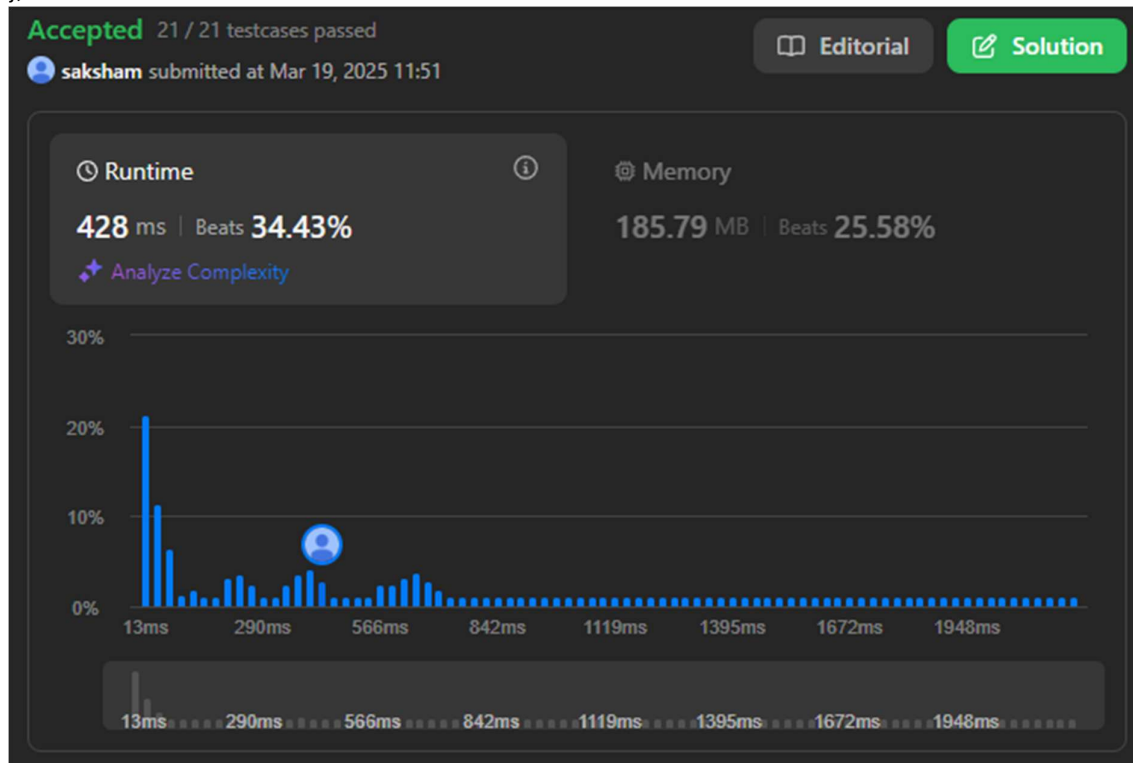 };
Accepted 21 / 21 testcases passed
Editorial
Solution
saksham submitted at Mar 19, 2025 11:51
Runtime
428 ms | Beats 34.43%
Analyze Complexity
Memory
185.79 MB | Beats 25.58%
30%
20%
10%
0%
13ms 290ms 566ms 842ms 1119ms 1395ms 1672ms 1948ms
13ms 290ms 566ms 842ms 1119ms 1395ms 1672ms 1948ms